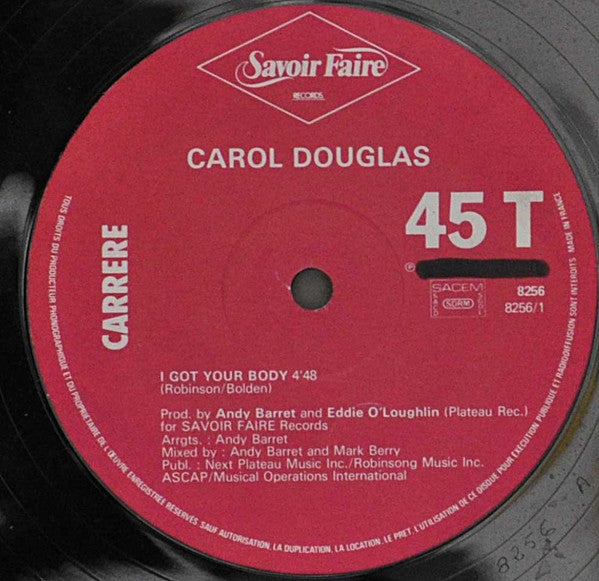 Savoir Faire
RECORDS
CAROL DOUGLAS
45 T
CARRERE
℗
SACEM
SACD
SDRM
SGDL
8256
8256/1
I GOT YOUR BODY 4'48
(Robinson/Bolden)
Prod. by Andy Barret and Eddie O'Loughlin (Plateau Rec.)
for SAVOIR FAIRE Records
Arrgts. : Andy Barret
Mixed by : Andy Barret and Mark Berry
Publ. : Next Plateau Music Inc./Robinsong Music Inc.
ASCAP/Musical Operations International
TOUS DROITS DU PRODUCTEUR PHONOGRAPHIQUE ET DU PROPRIETAIRE DE L'ŒUVRE ENREGISTREE RESERVES. SAUF AUTORISATION, LA DUPLICATION, LA LOCATION, LE PRET, L'UTILISATION DE CE DISQUE POUR EXECUTION PUBLIQUE ET RADIODIFFUSION SONT INTERDITS MADE IN FRANCE
8256 A